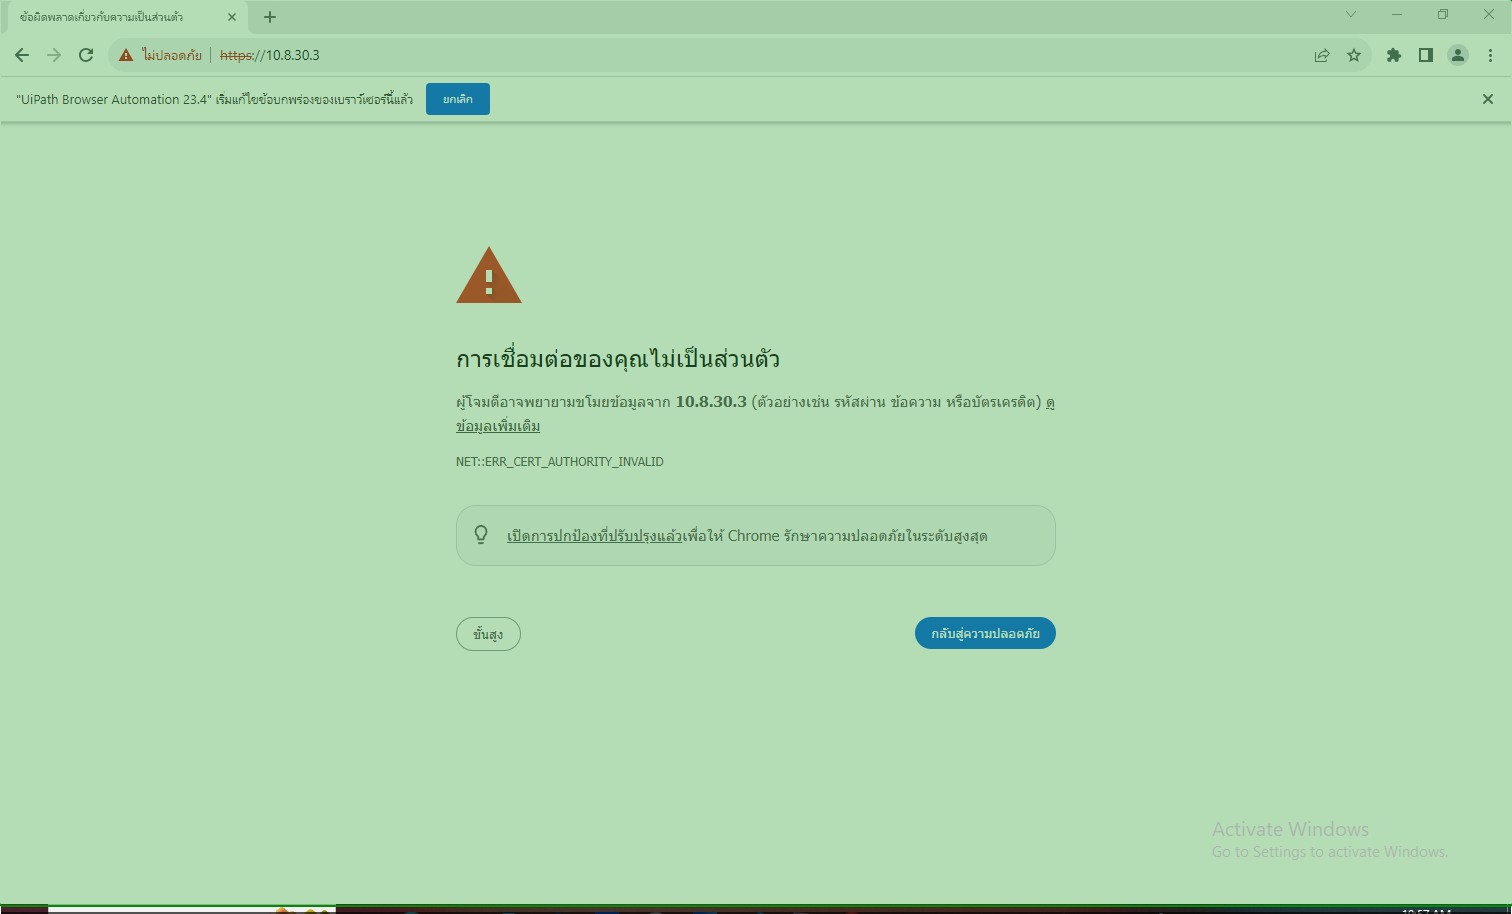 ข้อผิดพลาดเกี่ยวกับความเป็นส่วนตัว
ไม่ปลอดภัย
https://10.8.30.3
"UiPath Browser Automation 23.4" เริ่มแก้ไขข้อบกพร่องของเบราว์เซอร์นี้แล้ว
ยกเลิก
การเชื่อมต่อของคุณไม่เป็นส่วนตัว
ผู้โจมตีอาจพยายามขโมยข้อมูลจาก 10.8.30.3 (ตัวอย่างเช่น รหัสผ่าน ข้อความ หรือบัตรเครดิต) ดู
ข้อมูลเพิ่มเติม
NET::ERR_CERT_AUTHORITY_INVALID
เปิดการปกป้องที่ปรับปรุงแล้วเพื่อให้ Chrome รักษาความปลอดภัยในระดับสูงสุด
ขั้นสูง
กลับสู่ความปลอดภัย
Activate Windows
Go to Settings to activate Windows.